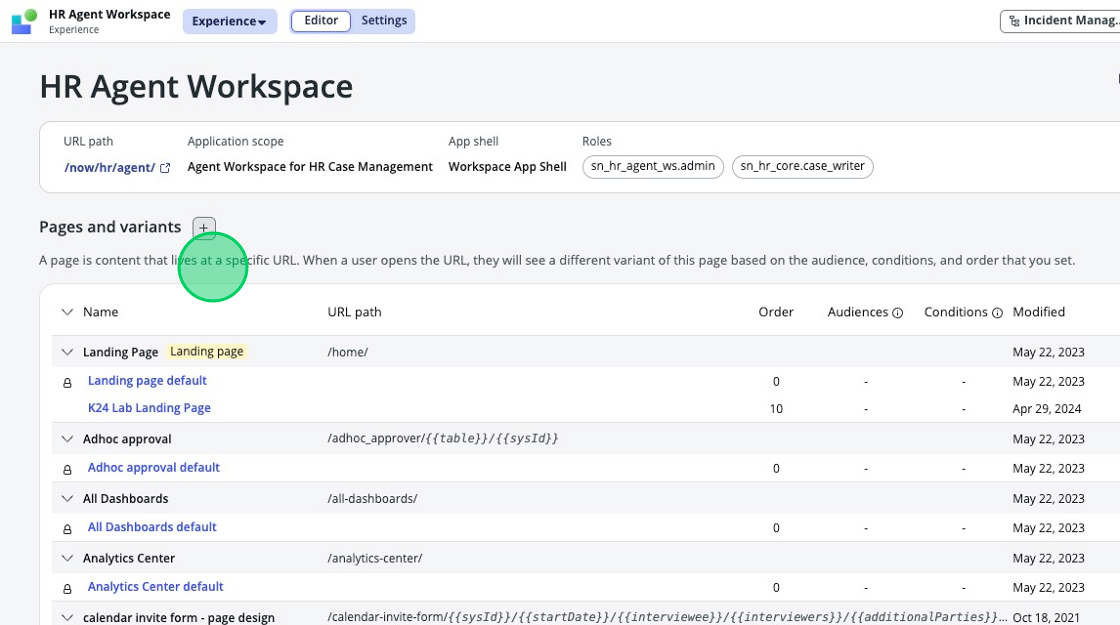 HR Agent Workspace
Experience
Experience
Editor
Settings
Incident Manag...
HR Agent Workspace
URL path
Application scope
App shell
Roles
/now/hr/agent/
Agent Workspace for HR Case Management
Workspace App Shell
sn_hr_agent_ws.admin
sn_hr_core.case_writer
Pages and variants +
A page is content that lives at a specific URL. When a user opens the URL, they will see a different variant of this page based on the audience, conditions, and order that you set.
Name URL path Order Audiences Conditions Modified
Landing Page Landing page /home/ May 22, 2023
Landing page default 0 - - May 22, 2023
K24 Lab Landing Page 10 - - Apr 29, 2024
Adhoc approval /adhoc_approver/{{table}}/{{sysId}} May 22, 2023
Adhoc approval default 0 - - May 22, 2023
All Dashboards /all-dashboards/ May 22, 2023
All Dashboards default 0 - - May 22, 2023
Analytics Center /analytics-center/ May 22, 2023
Analytics Center default 0 - - May 22, 2023
calendar invite form - page design /calendar-invite-form/{{sysId}}/{{startDate}}/{{interviewee}}/{{interviewers}}/{{additionalParties}}... Oct 18, 2021